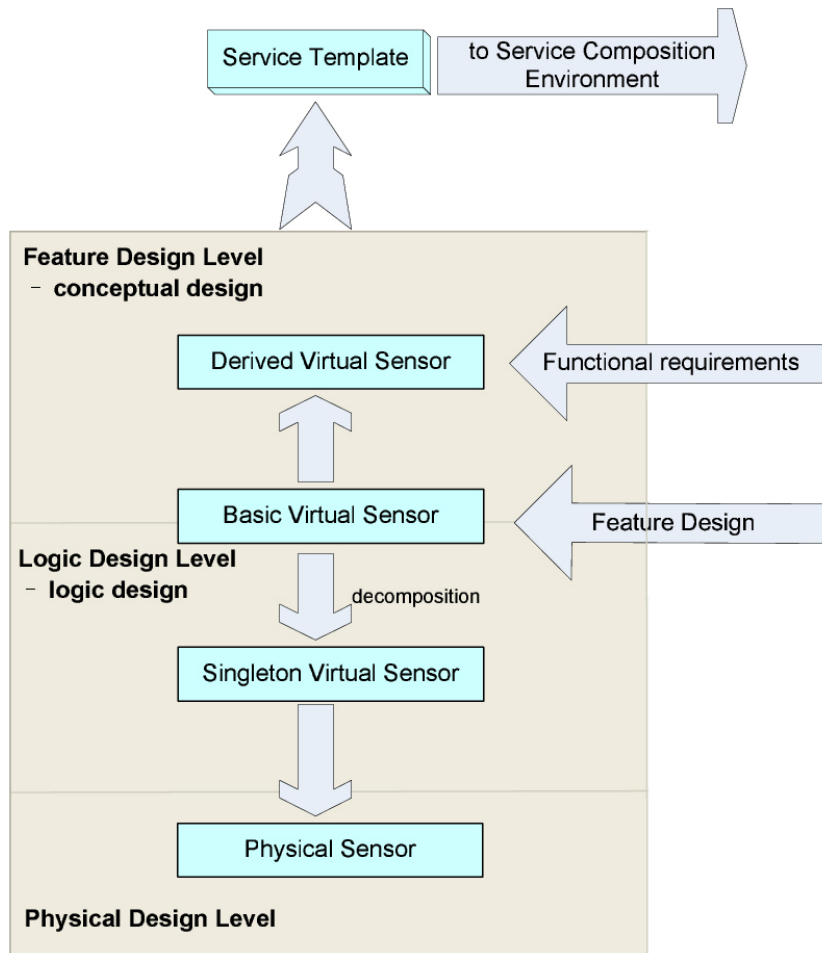 Service Template
to Service Composition
Environment
Feature Design Level
- conceptual design
Derived Virtual Sensor
Functional requirements
Basic Virtual Sensor
Feature Design
Logic Design Level
- logic design
decomposition
Singleton Virtual Sensor
Physical Sensor
Physical Design Level